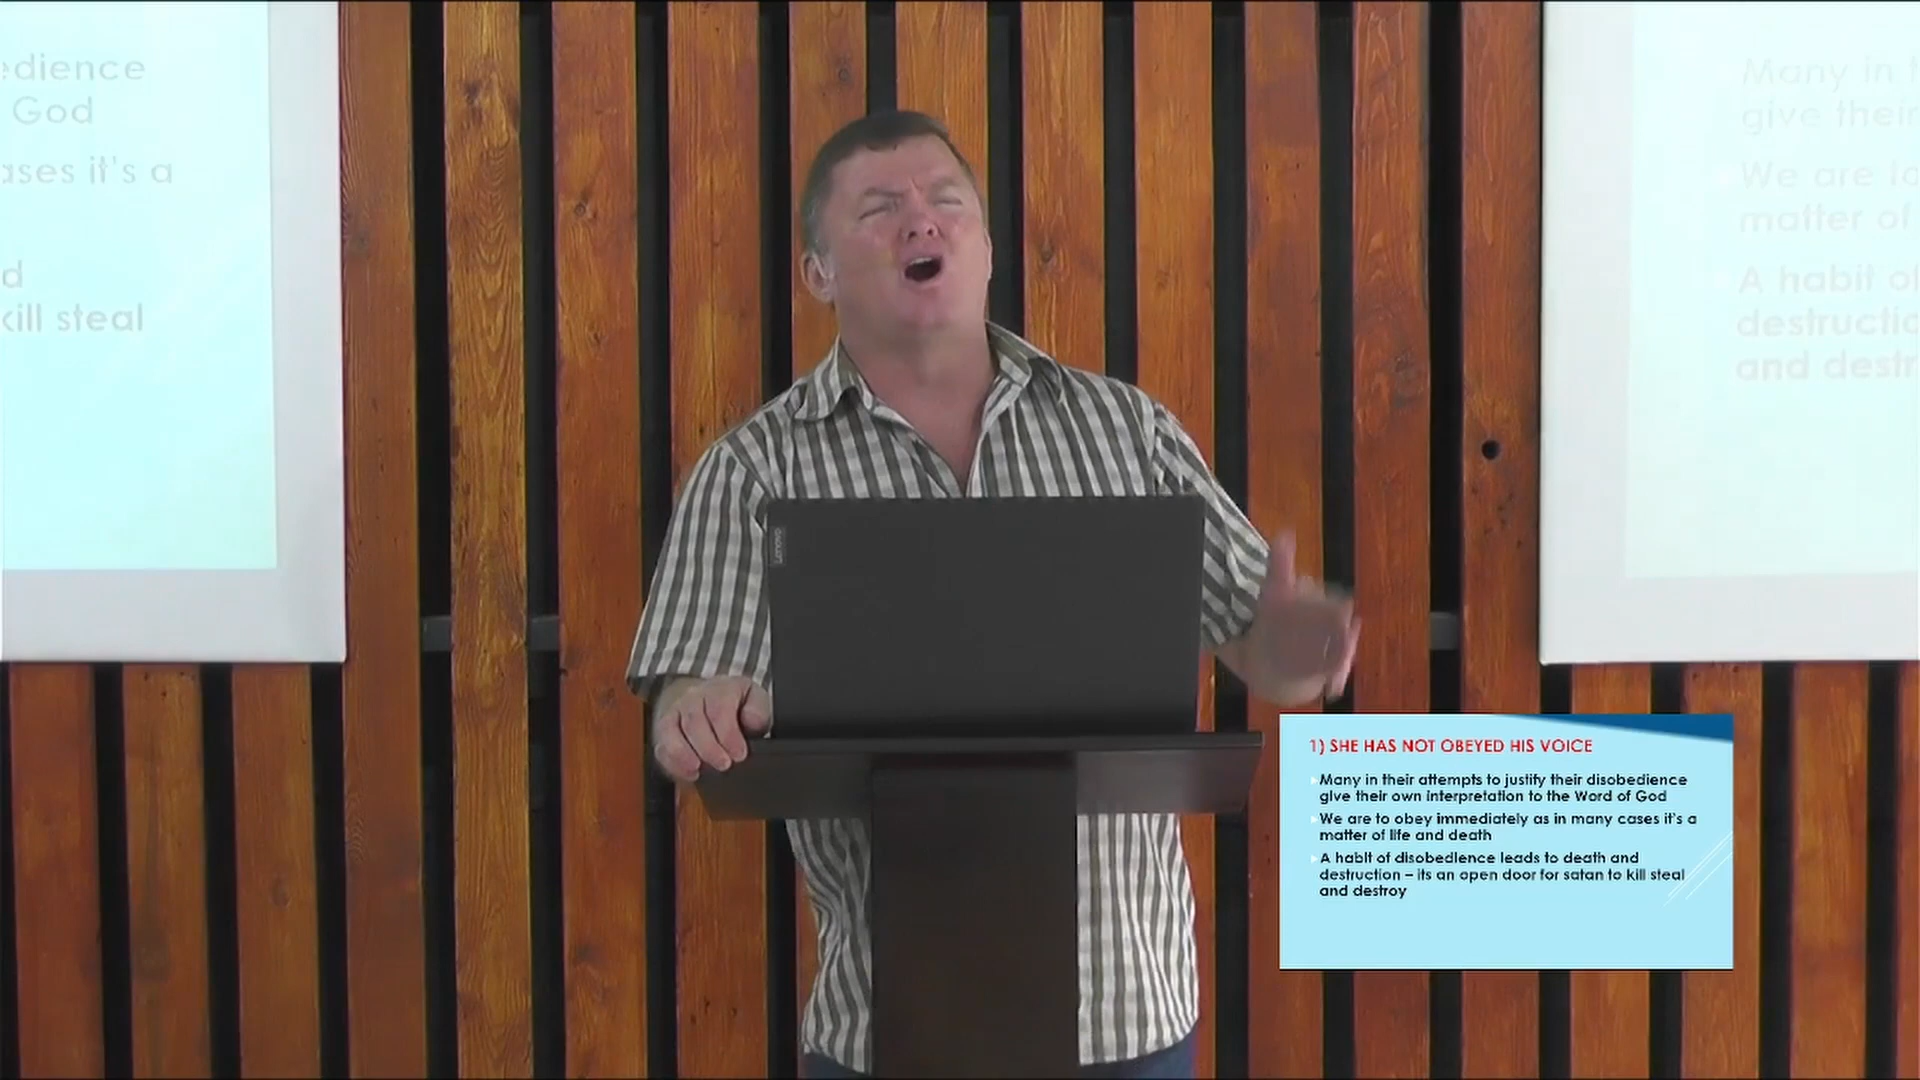 edience
God
ases it's a
d
kill steal
Many in
give their
We are to
matter of
A habit of
destructio
and destr
Lenovo
1) SHE HAS NOT OBEYED HIS VOICE
Many in their attempts to justify their disobedience
give their own interpretation to the Word of God
We are to obey immediately as in many cases it's a
matter of life and death
A habit of disobedience leads to death and
destruction – its an open door for satan to kill steal
and destroy